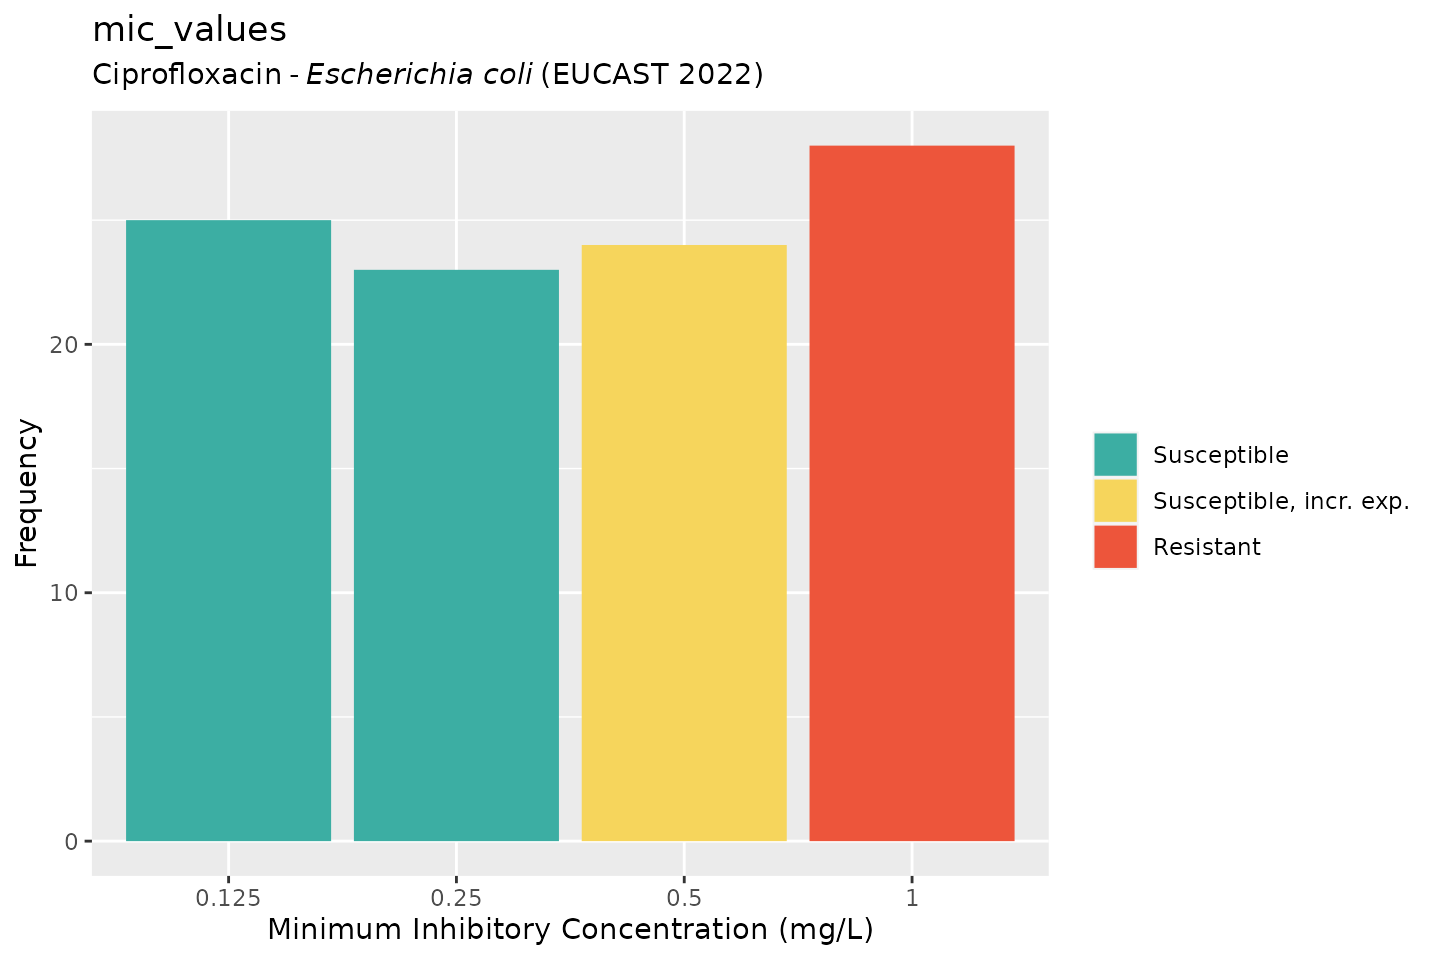 mic_values
Ciprofloxacin - Escherichia coli (EUCAST 2022)
Frequency
20
10
0
0.125
0.25
0.5
1
Minimum Inhibitory Concentration (mg/L)
Susceptible
Susceptible, incr. exp.
Resistant